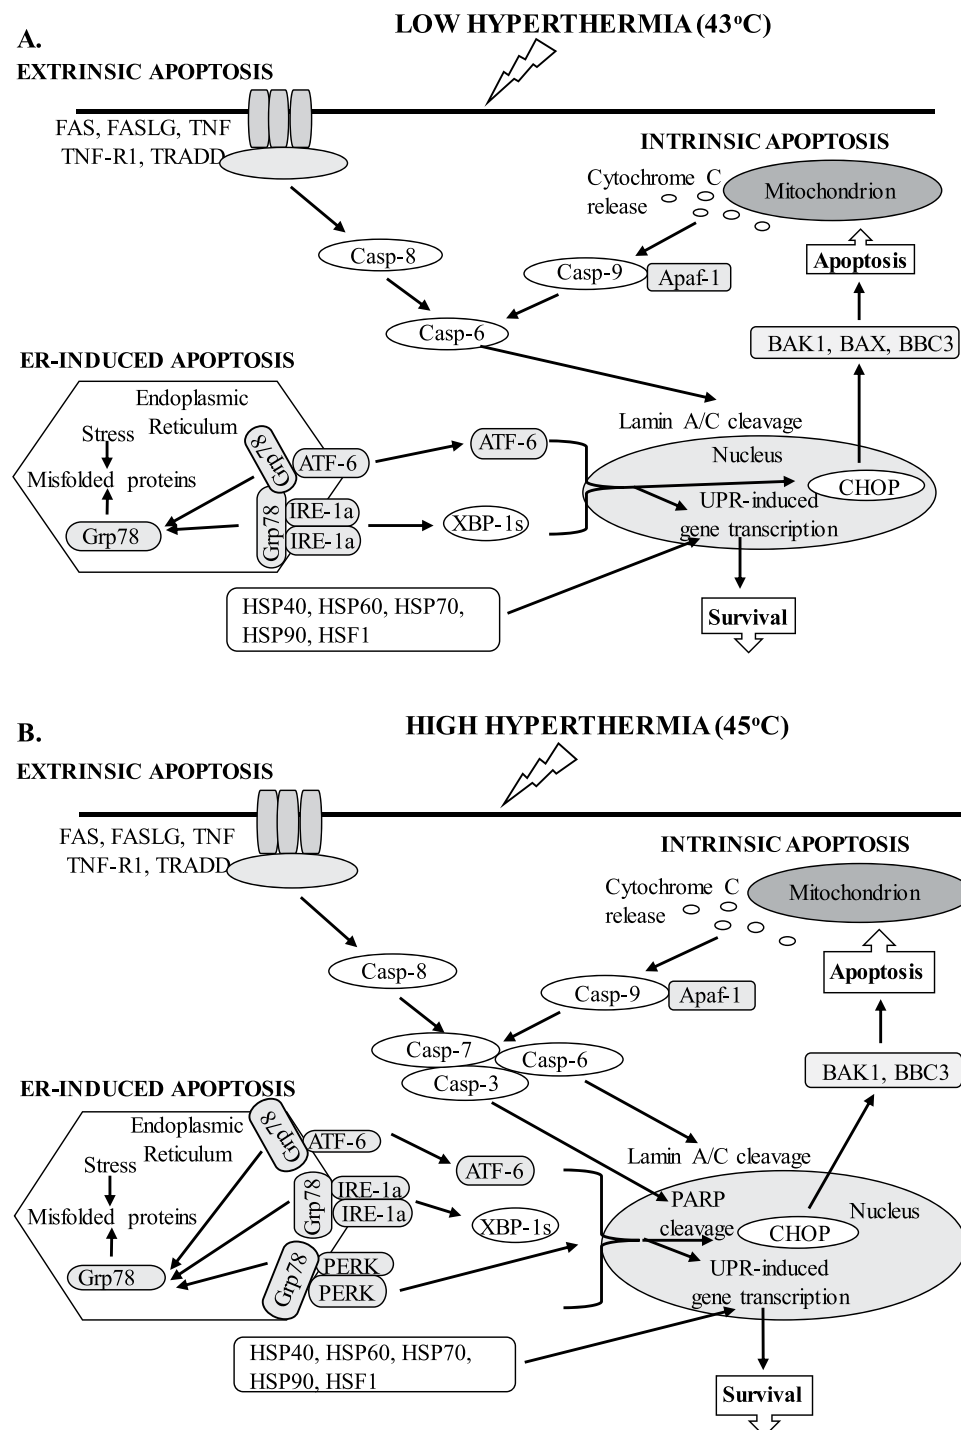 A.
LOW HYPERTHERMIA (43°C)
EXTRINSIC APOPTOSIS
FAS, FASLG, TNF
TNF-R1, TRADD
INTRINSIC APOPTOSIS
Cytochrome C
release
Mitochondrion
Casp-8
Casp-9
Apaf-1
Apoptosis
Casp-6
BAK1, BAX, BBC3
ER-INDUCED APOPTOSIS
Endoplasmic
Reticulum
Stress
Misfolded proteins
Grp78
Grp78
ATF-6
Grp78
IRE-1a
IRE-1a
ATF-6
XBP-1s
Lamin A/C cleavage
Nucleus
CHOP
UPR-induced
gene transcription
HSP40, HSP60, HSP70,
HSP90, HSF1
Survival
B.
HIGH HYPERTHERMIA (45°C)
EXTRINSIC APOPTOSIS
FAS, FASLG, TNF
TNF-R1, TRADD
INTRINSIC APOPTOSIS
Cytochrome C
release
Mitochondrion
Casp-8
Casp-9
Apaf-1
Apoptosis
Casp-7
Casp-6
Casp-3
BAK1, BBC3
ER-INDUCED APOPTOSIS
Endoplasmic
Reticulum
Stress
Misfolded proteins
Grp78
Grp78
ATF-6
Grp78
IRE-1a
IRE-1a
Grp78
PERK
PERK
ATF-6
XBP-1s
Lamin A/C cleavage
PARP
cleavage
Nucleus
CHOP
UPR-induced
gene transcription
HSP40, HSP60, HSP70,
HSP90, HSF1
Survival